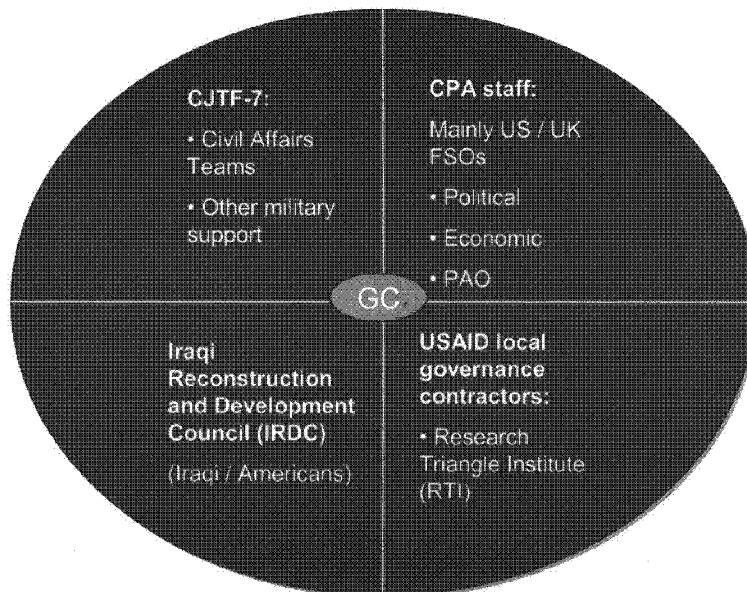 CJTF-7:
• Civil Affairs
Teams
• Other military
support
CPA staff:
Mainly US / UK
FSOs
• Political
• Economic
• PAO
GC
Iraqi
Reconstruction
and Development
Council (IRDC)
(Iraqi / Americans)
USAID local
governance
contractors:
• Research
Triangle Institute
(RTI)